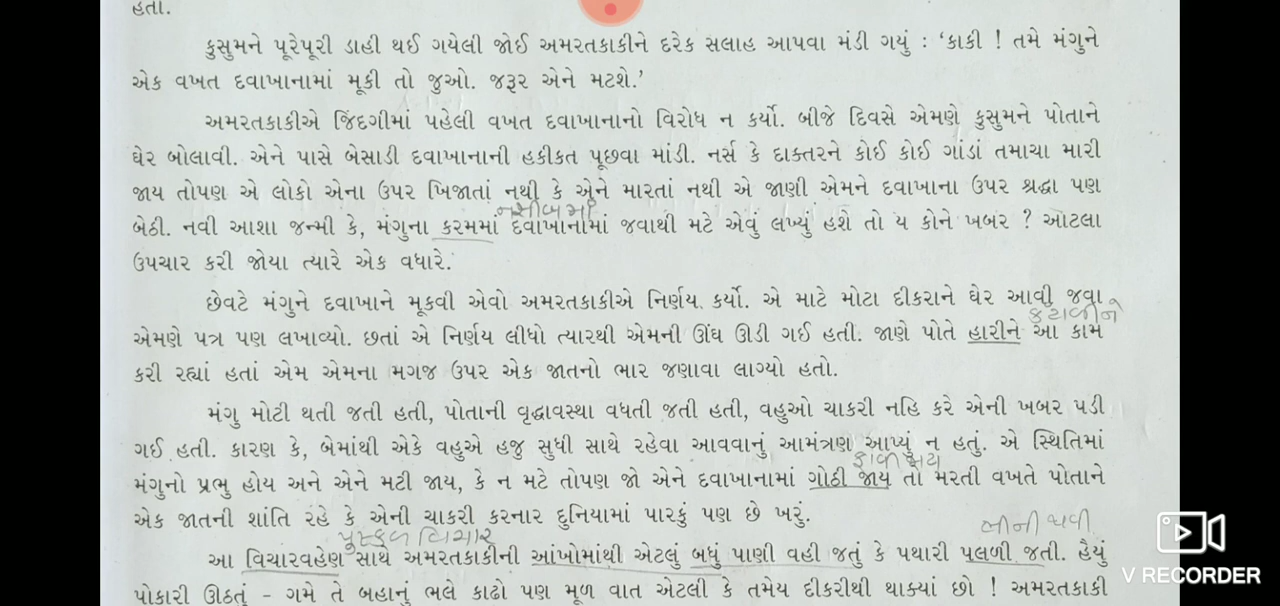 હતા.
કુસુમને પૂરેપૂરી ડાહી થઈ ગયેલી જોઈ અમરતકાકીને દરેક સલાહ આપવા મંડી ગયું : ‘કાકી ! તમે મંગુને
એક વખત દવાખાનામાં મૂકી તો જુઓ. જરૂર એને મટશે.’
અમરતકાકીએ જિંદગીમાં પહેલી વખત દવાખાનાનો વિરોધ ન કર્યો. બીજે દિવસે એમણે કુસુમને પોતાને
ઘેર બોલાવી. એને પાસે બેસાડી દવાખાનાની હકીકત પૂછવા માંડી. નર્સ કે દાક્તરને કોઈ કોઈ ગાંડાં તમાચા મારી
જાય તોપણ એ લોકો એના ઉપર ખિજાતાં નથી કે એને મારતાં નથી એ જાણી એમને દવાખાના ઉપર શ્રદ્ધા પણ
નસીબમાં
બેઠી. નવી આશા જન્મી કે, મંગુના કરમમાં દવાખાનામાં જવાથી મટે એવું લખ્યું હશે તો ય કોને ખબર ? ઓટલા
ઉપચાર કરી જોયા ત્યારે એક વધારે.
છેવટે મંગુને દવાખાને મૂકવી એવો અમરતકાકીએ નિર્ણય કર્યો. એ માટે મોટા દીકરાને ઘેર આવી જવા
કંટાળીને
એમણે પત્ર પણ લખાવ્યો. છતાં એ નિર્ણય લીધો ત્યારથી એમની ઊંઘ ઊડી ગઈ હતી. જાણે પોતે હારીને આ કામ
કરી રહ્યાં હતાં એમ એમના મગજ ઉપર એક જાતનો ભાર જણાવા લાગ્યો હતો.
મંગુ મોટી થતી જતી હતી, પોતાની વૃદ્ધાવસ્થા વધતી જતી હતી, વહુઓ ચાકરી નહિ કરે એની ખબર પડી
ગઈ હતી. કારણ કે, બેમાંથી એકે વહુએ હજુ સુધી સાથે રહેવા આવવાનું આમંત્રણ આપ્યું ન હતું. એ સ્થિતિમાં
મંગુનો પ્રભુ હોય અને એને મટી જાય, કે ન મટે તોપણ જો એને દવાખાનામાં ગોઠી જાય તો મરતી વખતે પોતાને
એક જાતની શાંતિ રહે કે એની ચાકરી કરનાર દુનિયામાં પારકું પણ છે ખરું.
પુષ્કળ વિચાર
આ વિચારવહેણ સાથે અમરતકાકીની આંખોમાંથી એટલું બધું પાણી વહી જતું કે પથારી પલળી જતી. હૈયું
પોકારી ઊઠતું - ગમે તે બહાનું ભલે કાઢો પણ મૂળ વાત એટલી કે તમેય દીકરીથી થાક્યાં છો ! અમરતકાકી
V RECORDER